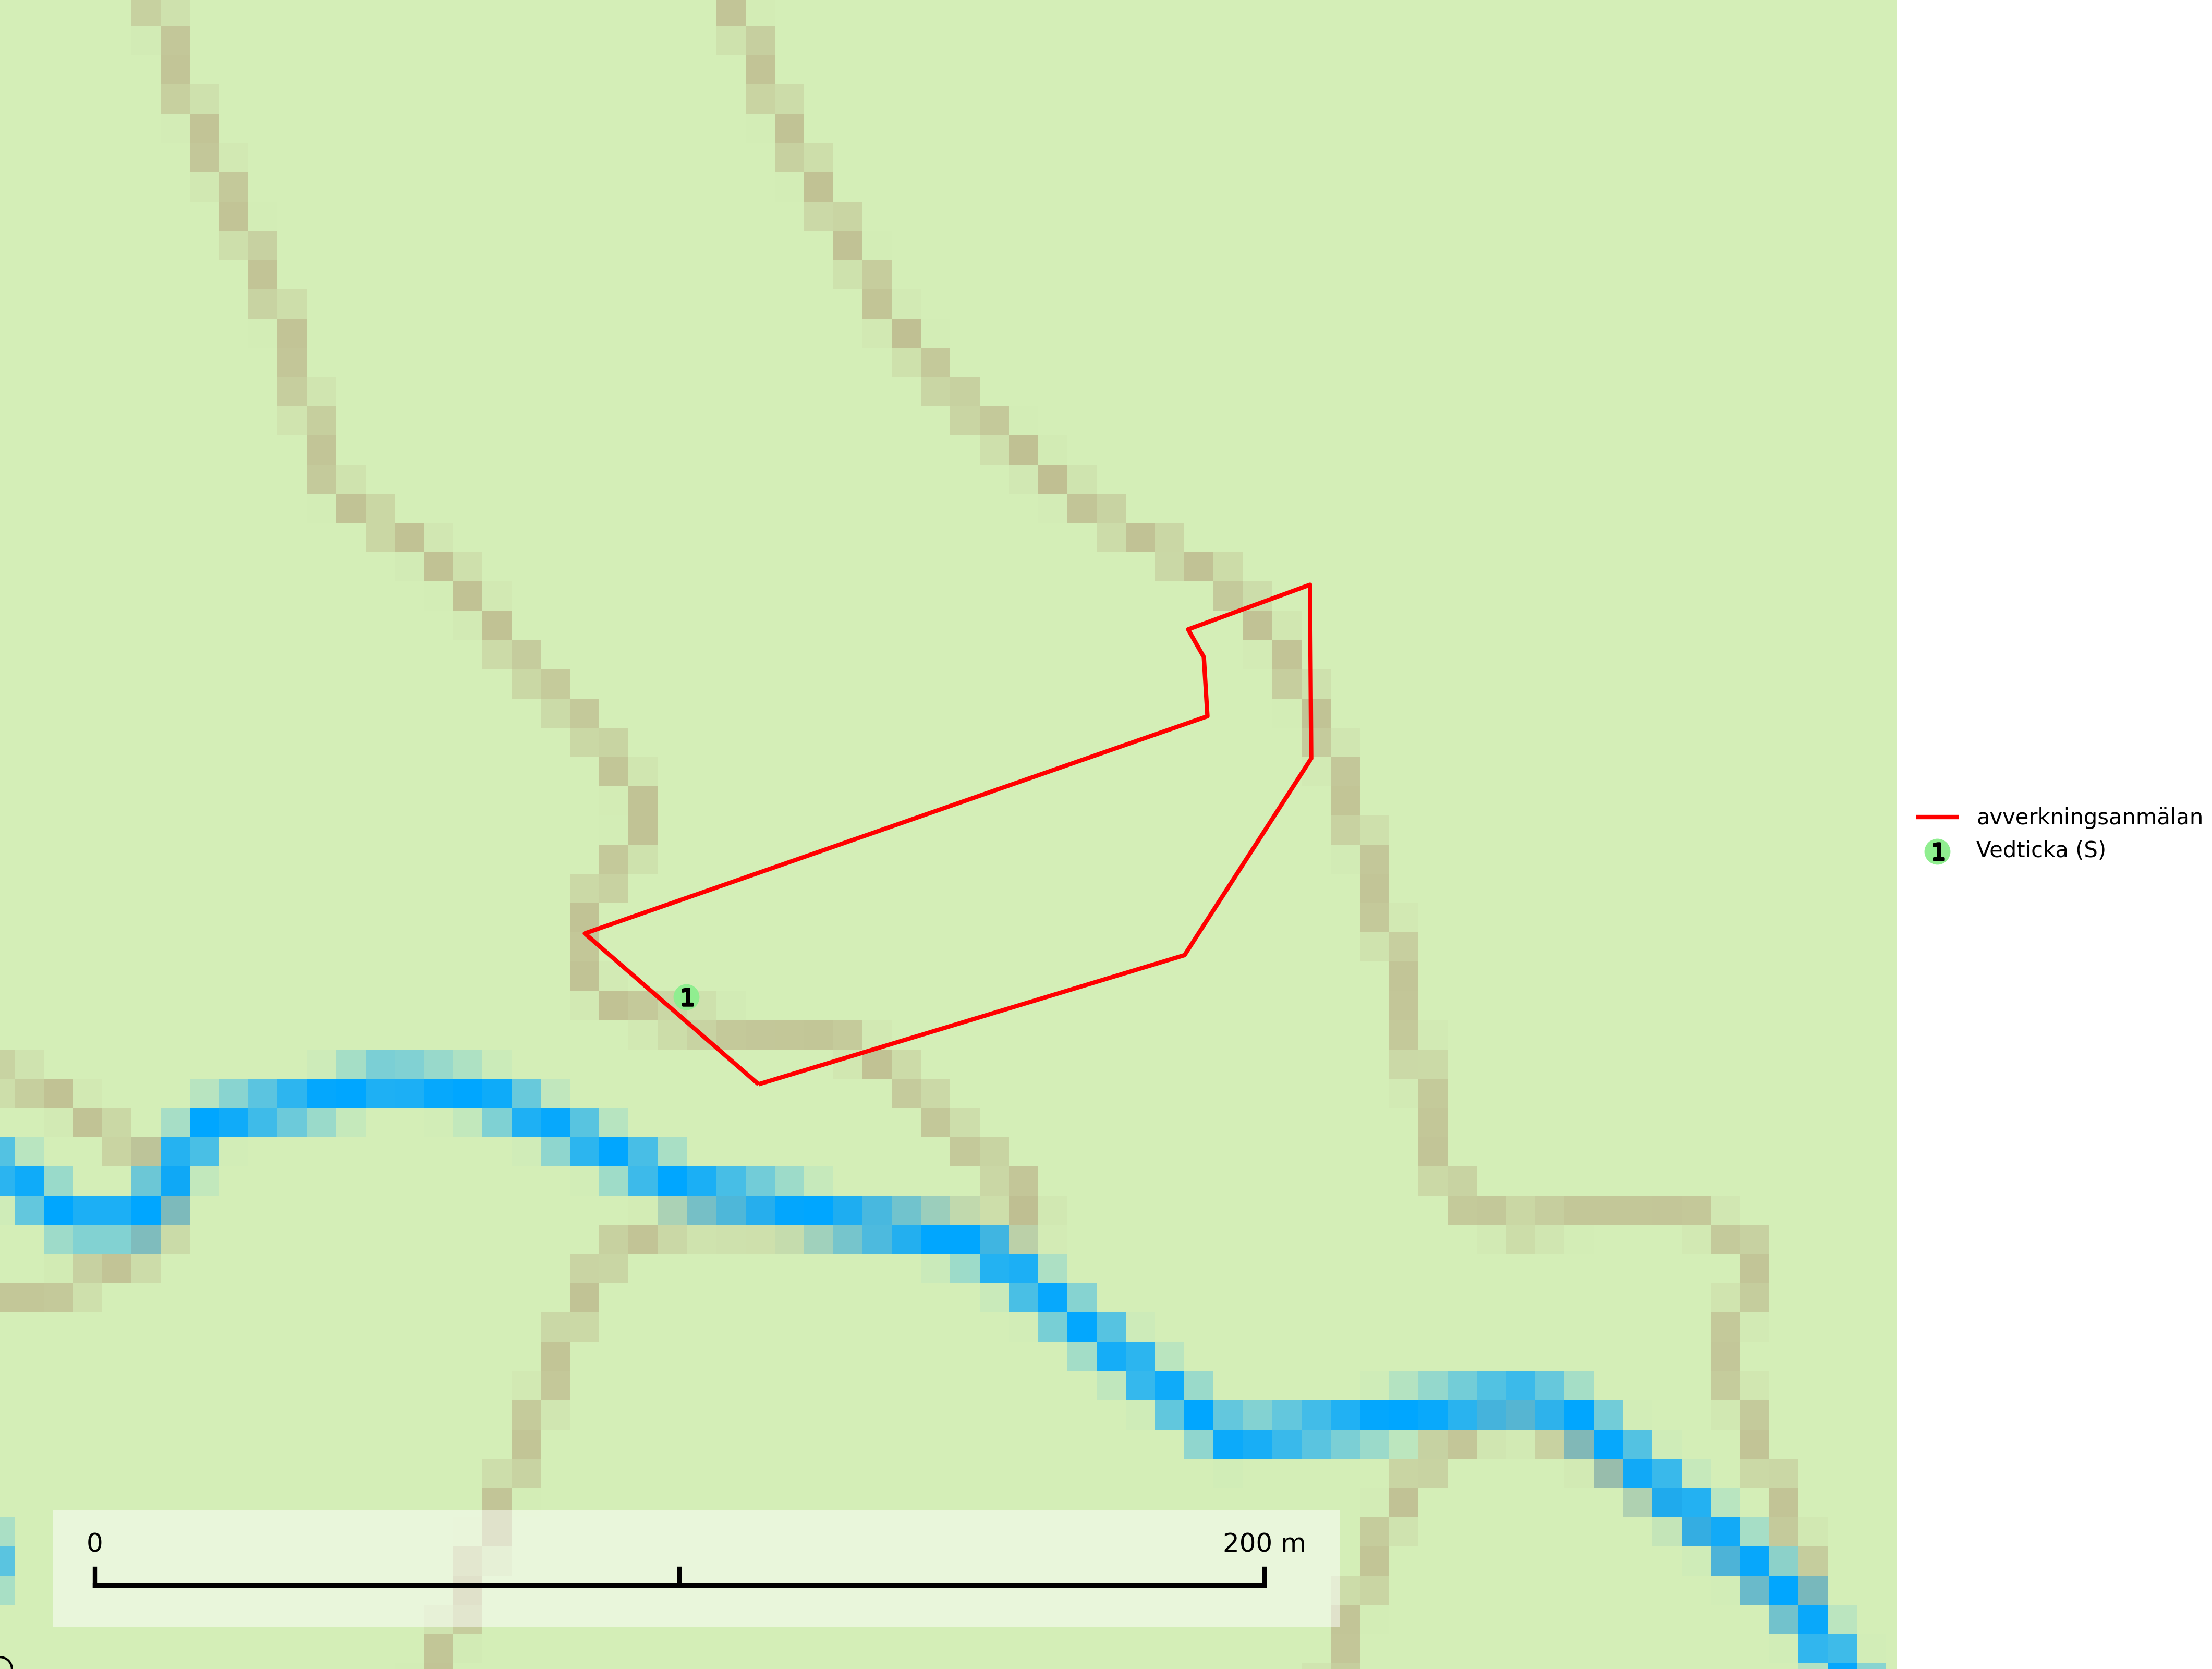 1
avverkningsanmälan
1 Vedticka (S)
0 200 m